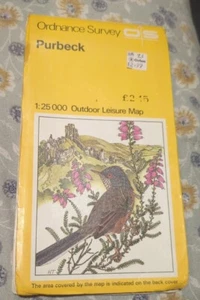 Ordnance Survey OS
Purbeck
£2.45
1:25 000 Outdoor Leisure Map
The area covered by the map is indicated on the back cover